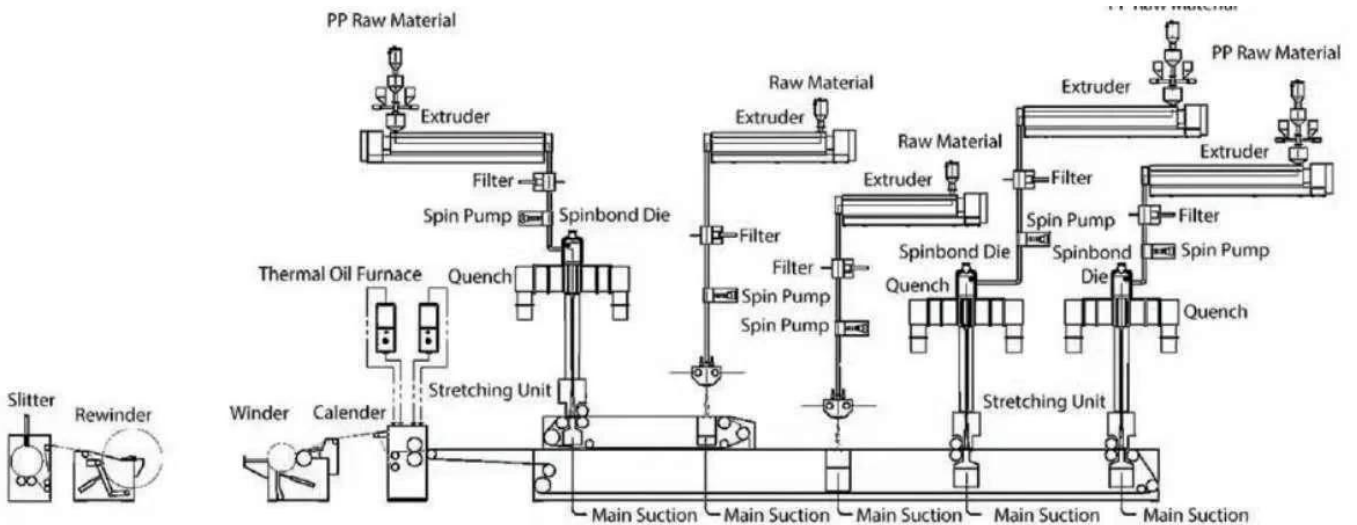 PP Raw Material
PP Raw Material
PP Raw Material
Raw Material
Extruder
Extruder
Extruder
Raw Material
Extruder
Extruder
Filter
Filter
Spin Pump
Spinbond Die
Filter
Filter
Spin Pump
Filter
Spinbond Die
Spinbond
Die
Spin Pump
Thermal Oil Furnace
Quench
Quench
Spin Pump
Quench
Spin Pump
Stretching Unit
Stretching Unit
Slitter
Rewinder
Winder
Calender
Main Suction
Main Suction
Main Suction
Main Suction
Main Suction